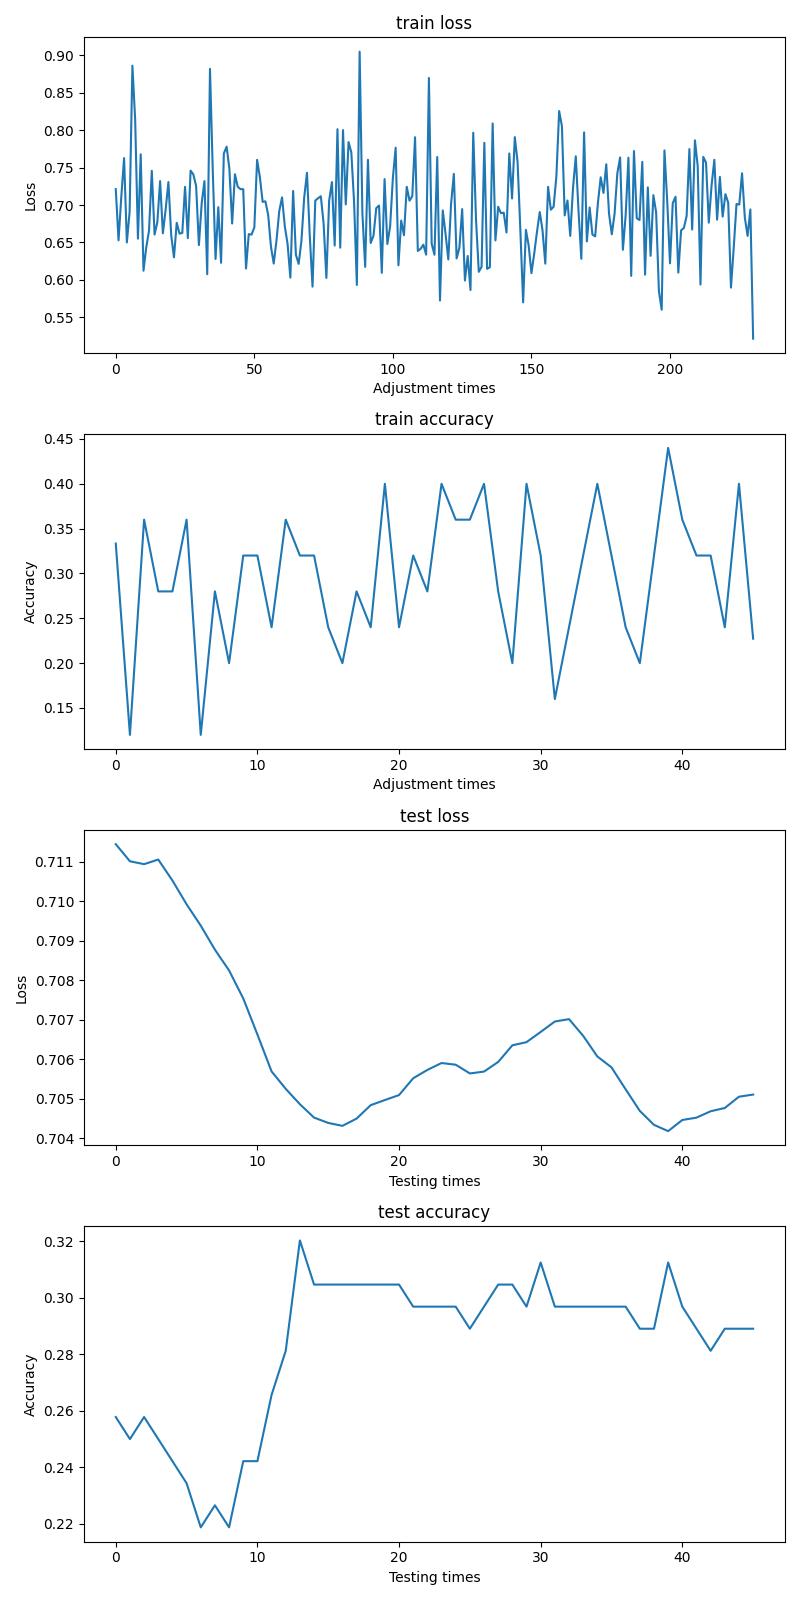 train loss
0.90
0.85
0.80
0.75
0.70
0.65
0.60
0.55
Loss
0 50 100 150 200
Adjustment times
train accuracy
0.45
0.40
0.35
0.30
0.25
0.20
0.15
Accuracy
0 10 20 30 40
Adjustment times
test loss
0.711
0.710
0.709
0.708
0.707
0.706
0.705
0.704
Loss
0 10 20 30 40
Testing times
test accuracy
0.32
0.30
0.28
0.26
0.24
0.22
Accuracy
0 10 20 30 40
Testing times